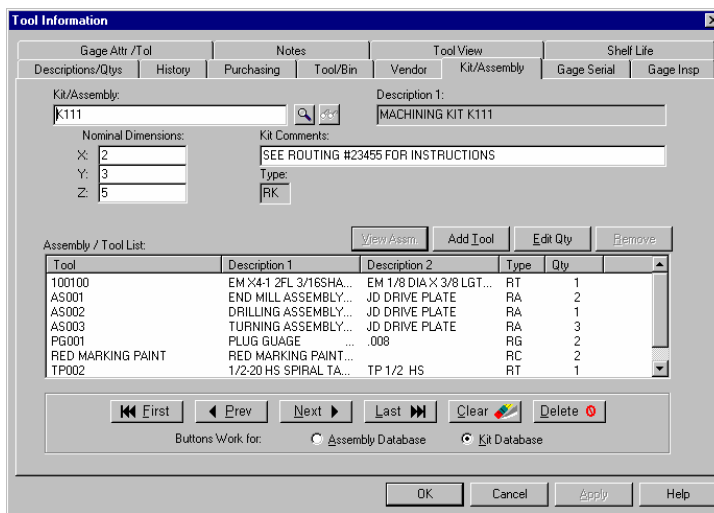 Tool Information
Gage Attr /Tol Notes Tool View Shelf Life
Descriptions/Qtys History Purchasing Tool/Bin Vendor Kit/Assembly Gage Serial Gage Insp
Kit/Assembly: Description 1:
K111 MACHINING KIT K111
Nominal Dimensions: Kit Comments:
X: 2 SEE ROUTING #23455 FOR INSTRUCTIONS
Y: 3 Type:
Z: 5 RK
Assembly / Tool List: View Assm. Add Tool Edit Qty Remove
Tool Description 1 Description 2 Type Qty
100100 EM X4-1 2FL 3/16SHA... EM 1/8 DIA X 3/8 LGT... RT 1
AS001 END MILL ASSEMBLY... JD DRIVE PLATE RA 2
AS002 DRILLING ASSEMBLY... JD DRIVE PLATE RA 1
AS003 TURNING ASSEMBLY... JD DRIVE PLATE RA 3
PG001 PLUG GUAGE ... .008 RG 2
RED MARKING PAINT RED MARKING PAINT... RC 2
TP002 1/2-20 HS SPIRAL TA... TP 1/2 HS RT 1
First Prev Next Last Clear Delete
Buttons Work for: Assembly Database Kit Database
OK Cancel Apply Help